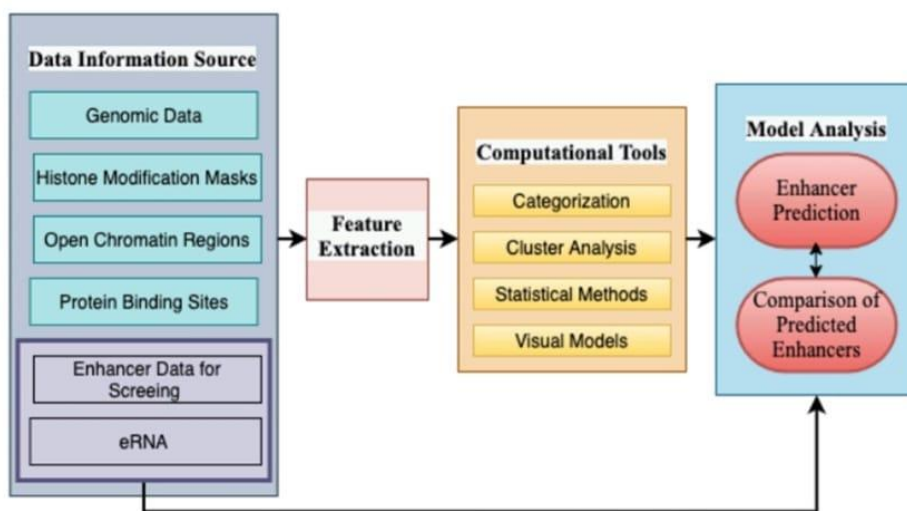 Data Information Source
Genomic Data
Histone Modification Masks
Open Chromatin Regions
Protein Binding Sites
Enhancer Data for
Screeing
eRNA
Feature
Extraction
Computational Tools
Categorization
Cluster Analysis
Statistical Methods
Visual Models
Model Analysis
Enhancer
Prediction
Comparison of
Predicted
Enhancers